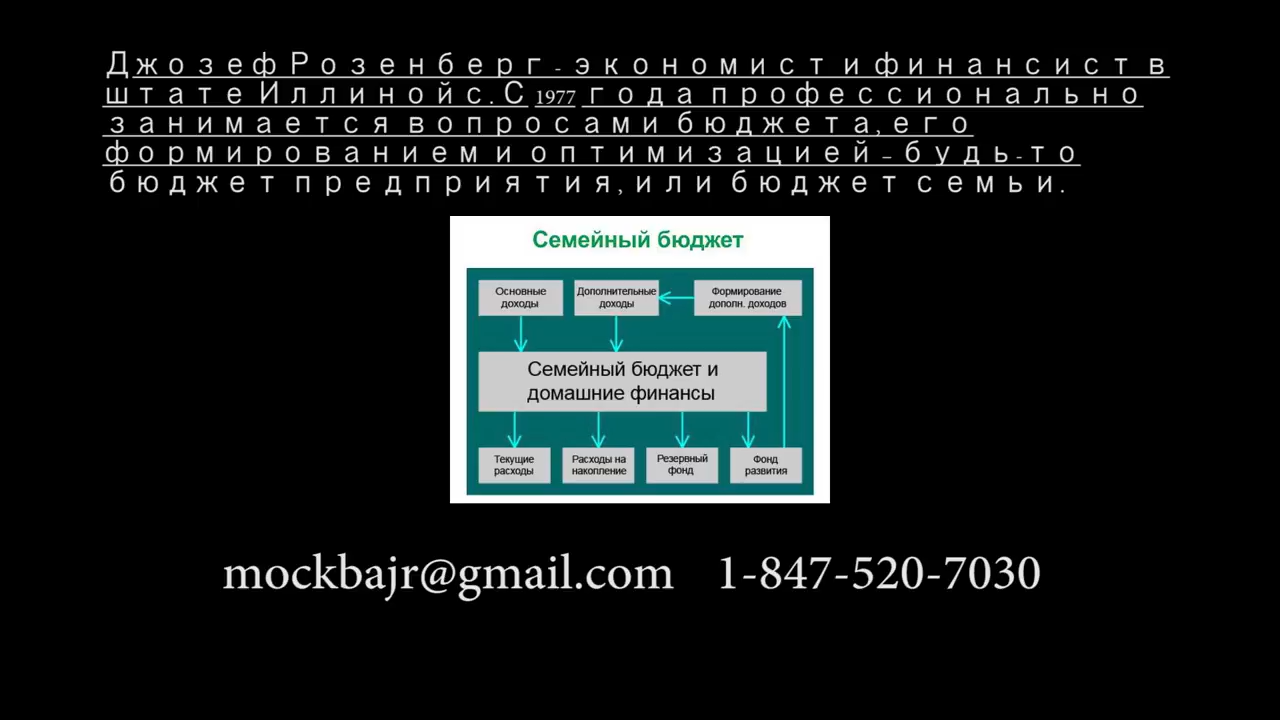 Джозеф Розенберг - экономист и финансист в
штате Иллинойс. С 1977 года профессионально
занимается вопросами бюджета, его
формированием и оптимизацией – будь-то
бюджет предприятия, или бюджет семьи.
Семейный бюджет
Основные
доходы
Дополнительные
доходы
Формирование
дополн. доходов
Семейный бюджет и
домашние финансы
Текущие
расходы
Расходы на
накопление
Резервный
фонд
Фонд
развития
mockbajr@gmail.com 1-847-520-7030